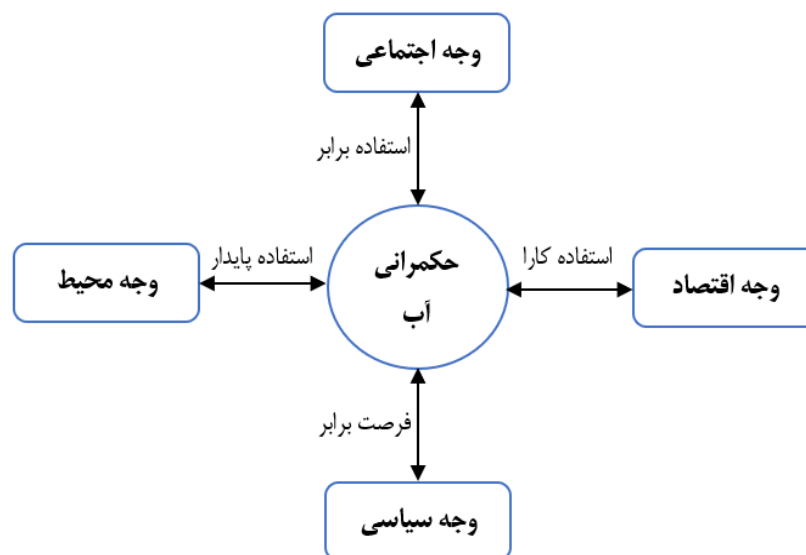 وجه اجتماعی
استفاده برابر
حکمرانی
آب
استفاده کارا
وجه اقتصاد
استفاده پایدار
وجه محیط
فرصت برابر
وجه سیاسی